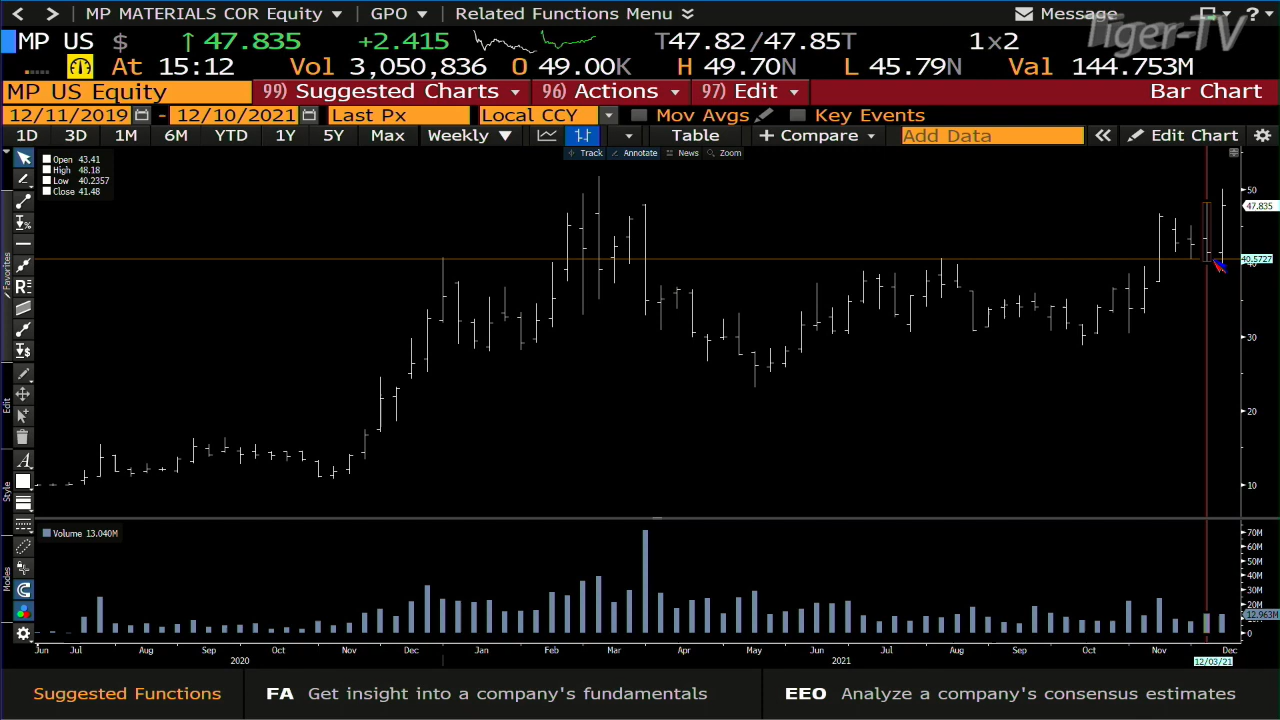 MP MATERIALS COR Equity GPO Related Functions Menu Message ?
Tiger-TV
MP US $ ↑ 47.835 +2.415 T47.82/47.85T 1x2
At 15:12 Vol 3,050,836 O 49.00K H 49.70N L 45.79N Val 144.753M
MP US Equity 99) Suggested Charts 96) Actions 97) Edit Bar Chart
12/11/2019 - 12/10/2021 Last Px Local CCY Mov Avgs Key Events
1D 3D 1M 6M YTD 1Y 5Y Max Weekly ▼ Table + Compare Add Data « Edit Chart
Track Annotate News Zoom
Open 43.41
High 48.18
Low 40.2357
Close 41.48
50
47.835
40.5727
30
20
10
Favorites
Edit
Style
Modes
Volume 13.040M
70M
60M
50M
40M
30M
20M
12.963M
0
Jun Jul Aug Sep Oct Nov Dec Jan Feb Mar Apr May Jun Jul Aug Sep Oct Nov Dec
2020 2021 12/03/21
Suggested Functions FA Get insight into a company's fundamentals EEO Analyze a company's consensus estimates